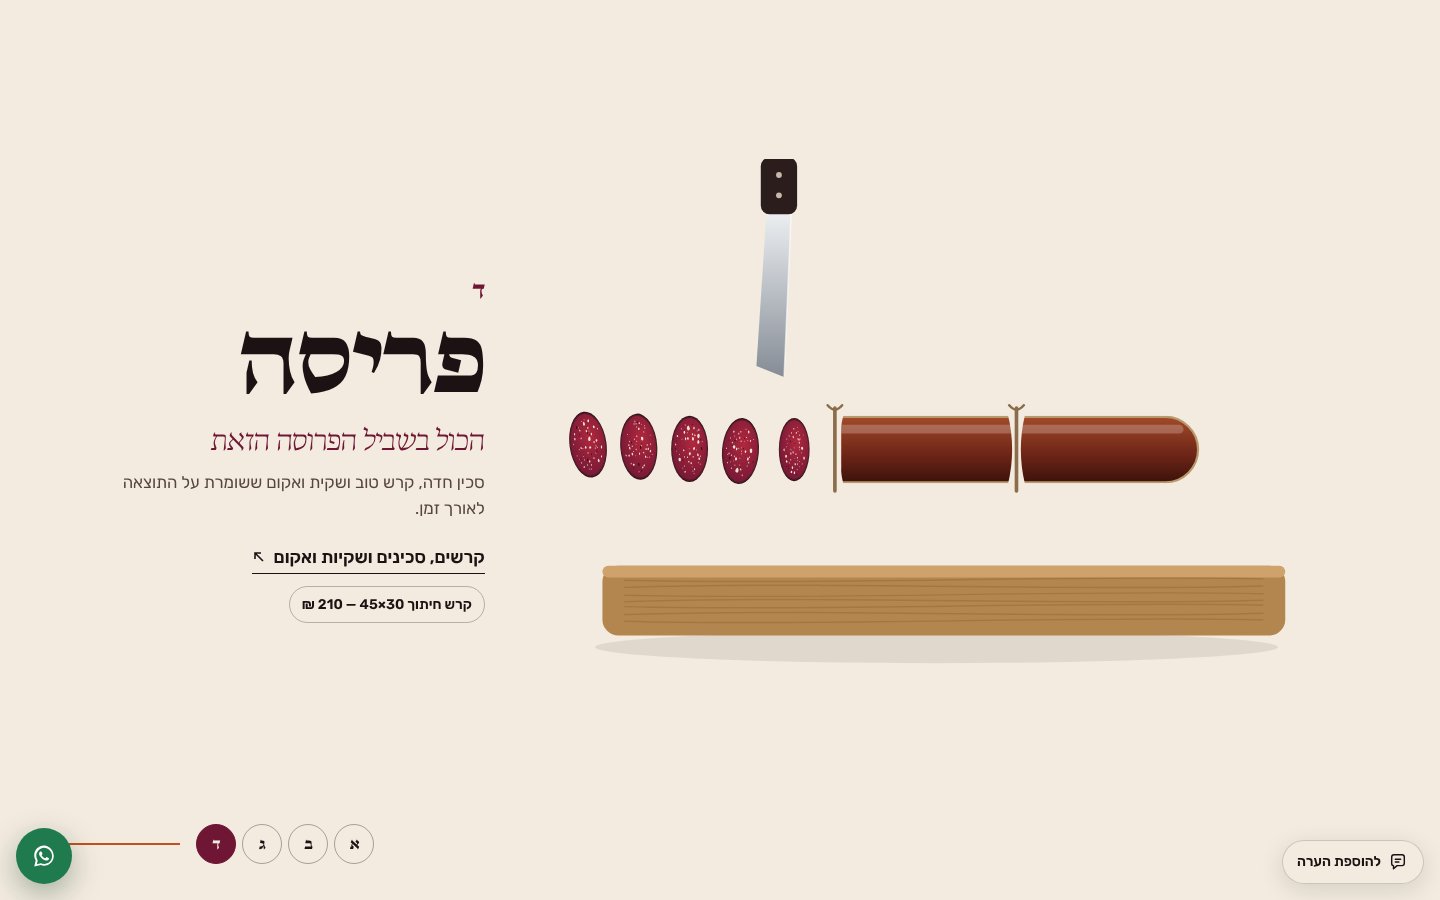 ד
פריסה
הכול בשביל הפרוסה הזאת
סכין חדה, קרש טוב ושקית ואקום ששומרת על התוצאה
לאורך זמן.
קרשים, סכינים ושקיות ואקום ↖
קרש חיתוך 30×45 – 210 ₪
א ב ג ד
להוספת הערה